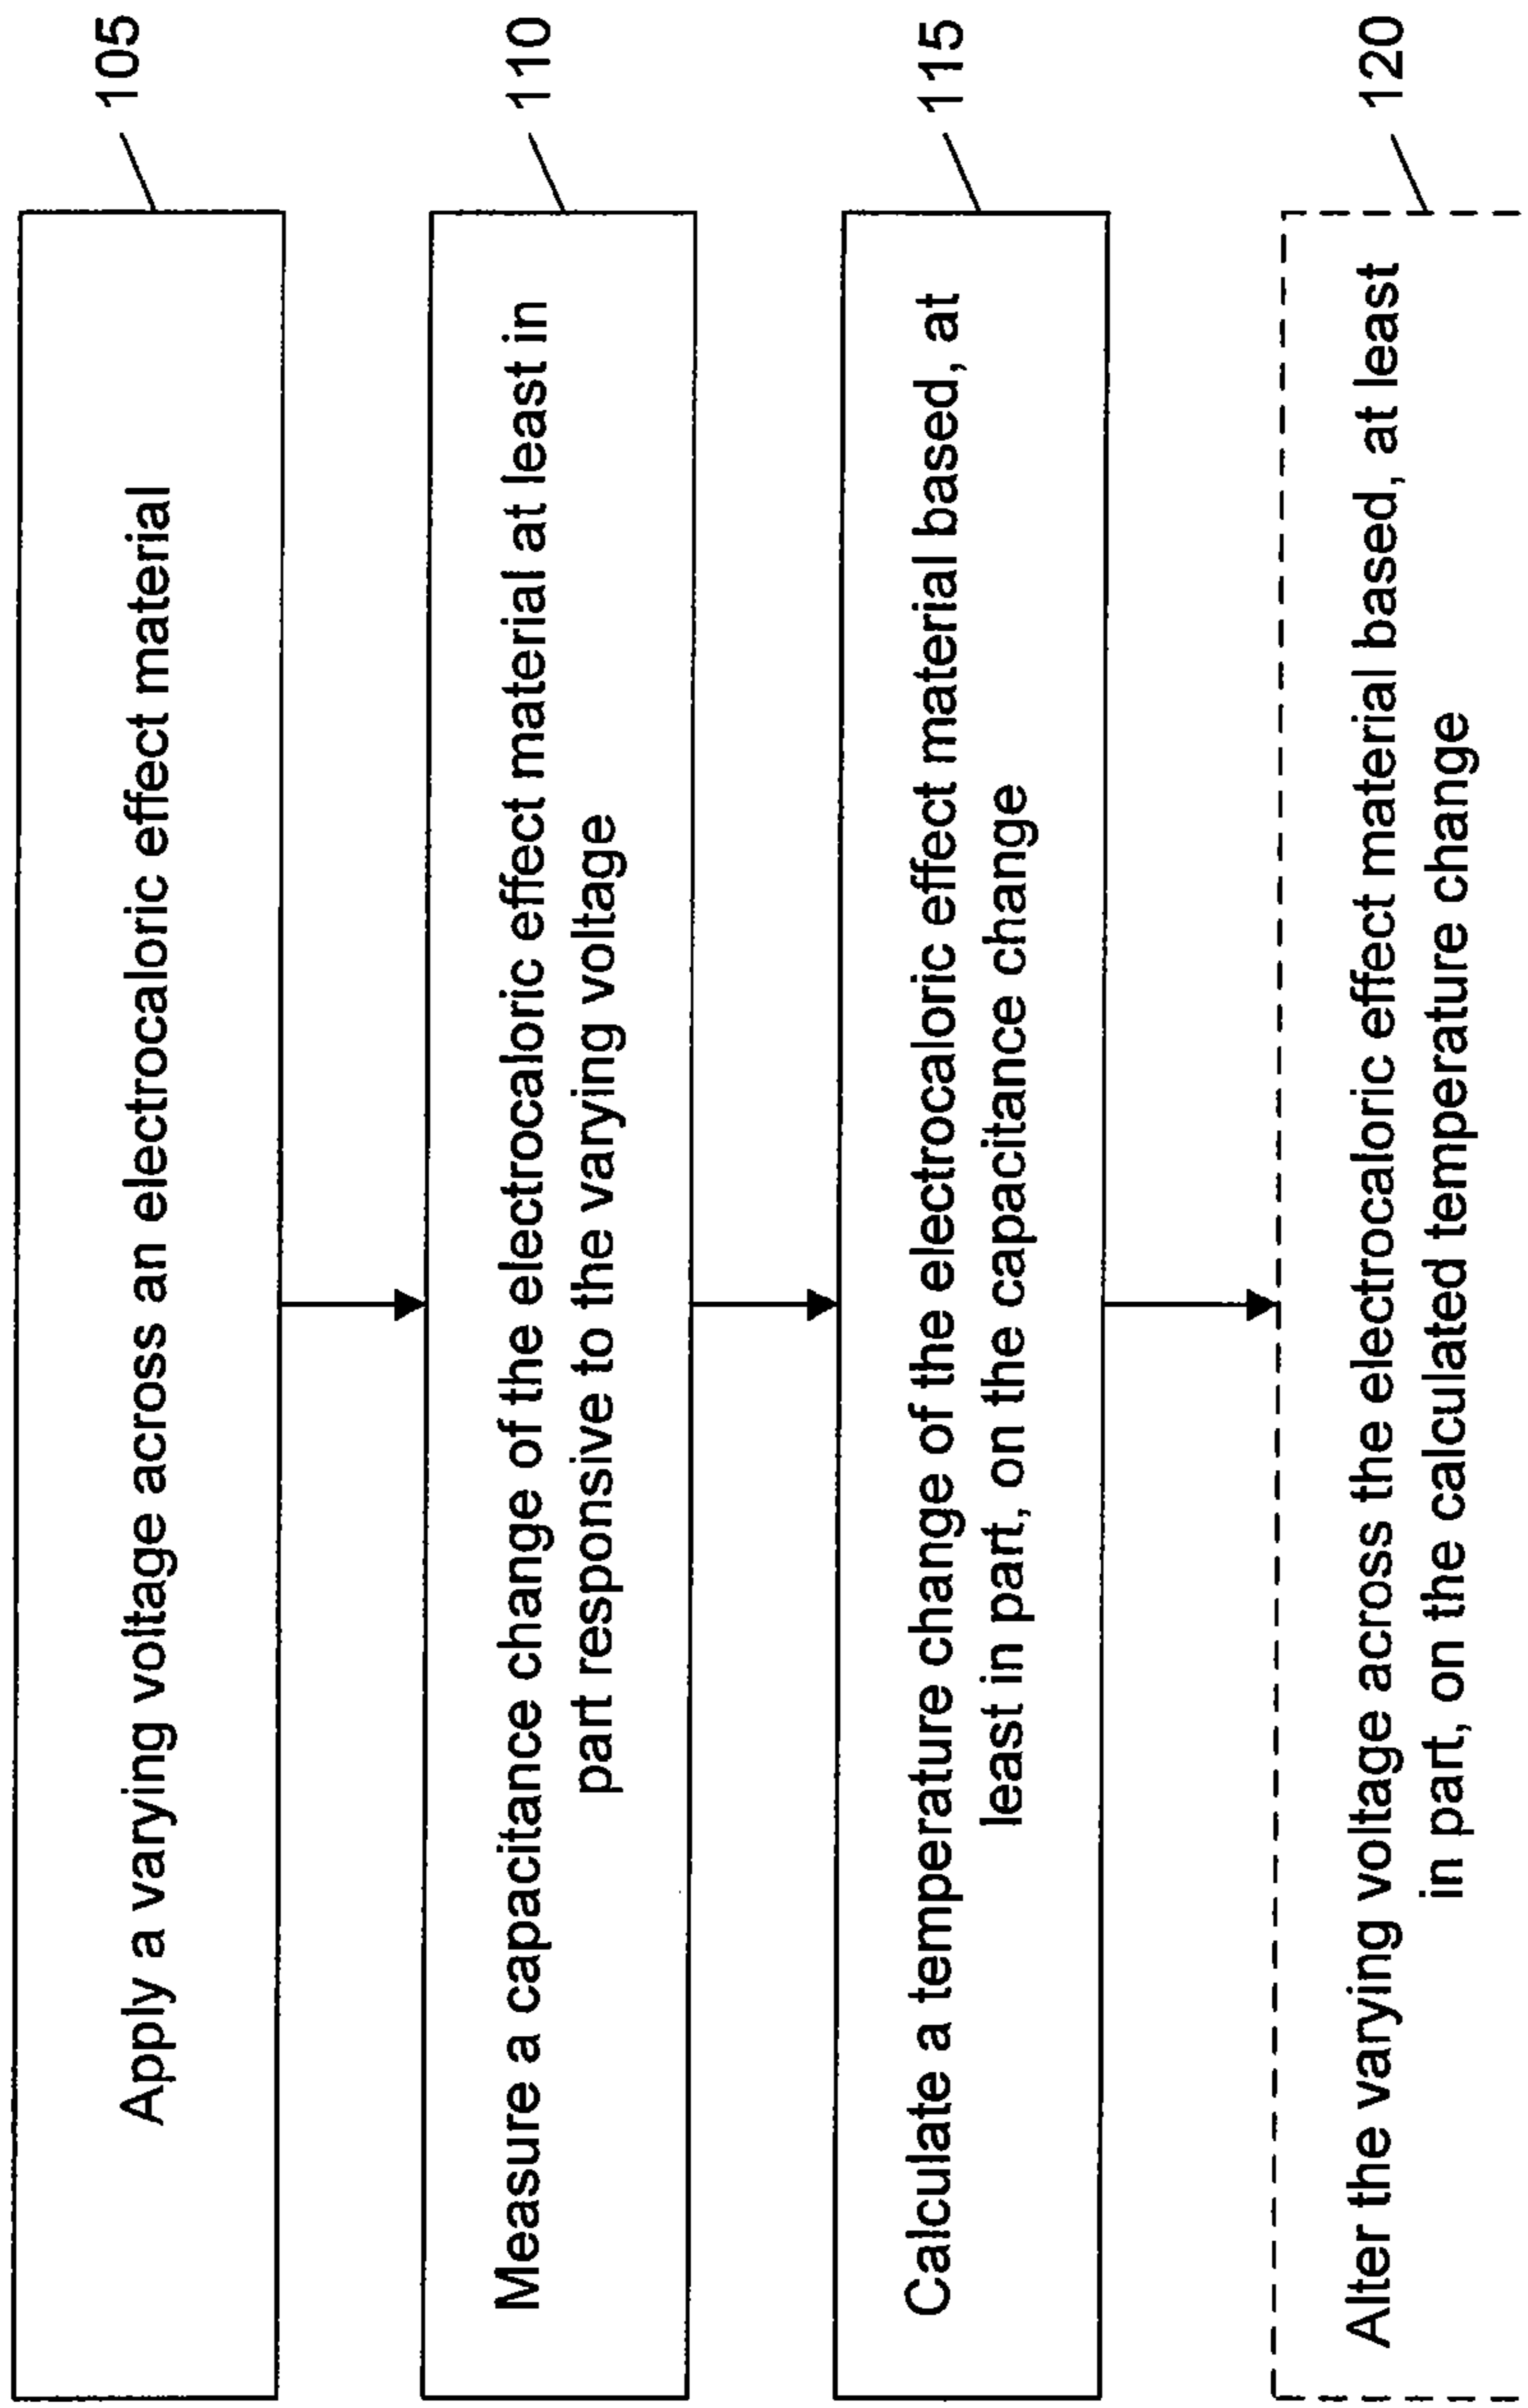 105
Apply a varying voltage across an electrocaloric effect material
110
Measure a capacitance change of the electrocaloric effect material at least in
part responsive to the varying voltage
115
Calculate a temperature change of the electrocaloric effect material based, at
least in part, on the capacitance change
120
Alter the varying voltage across the electrocaloric effect material based, at least
in part, on the calculated temperature change